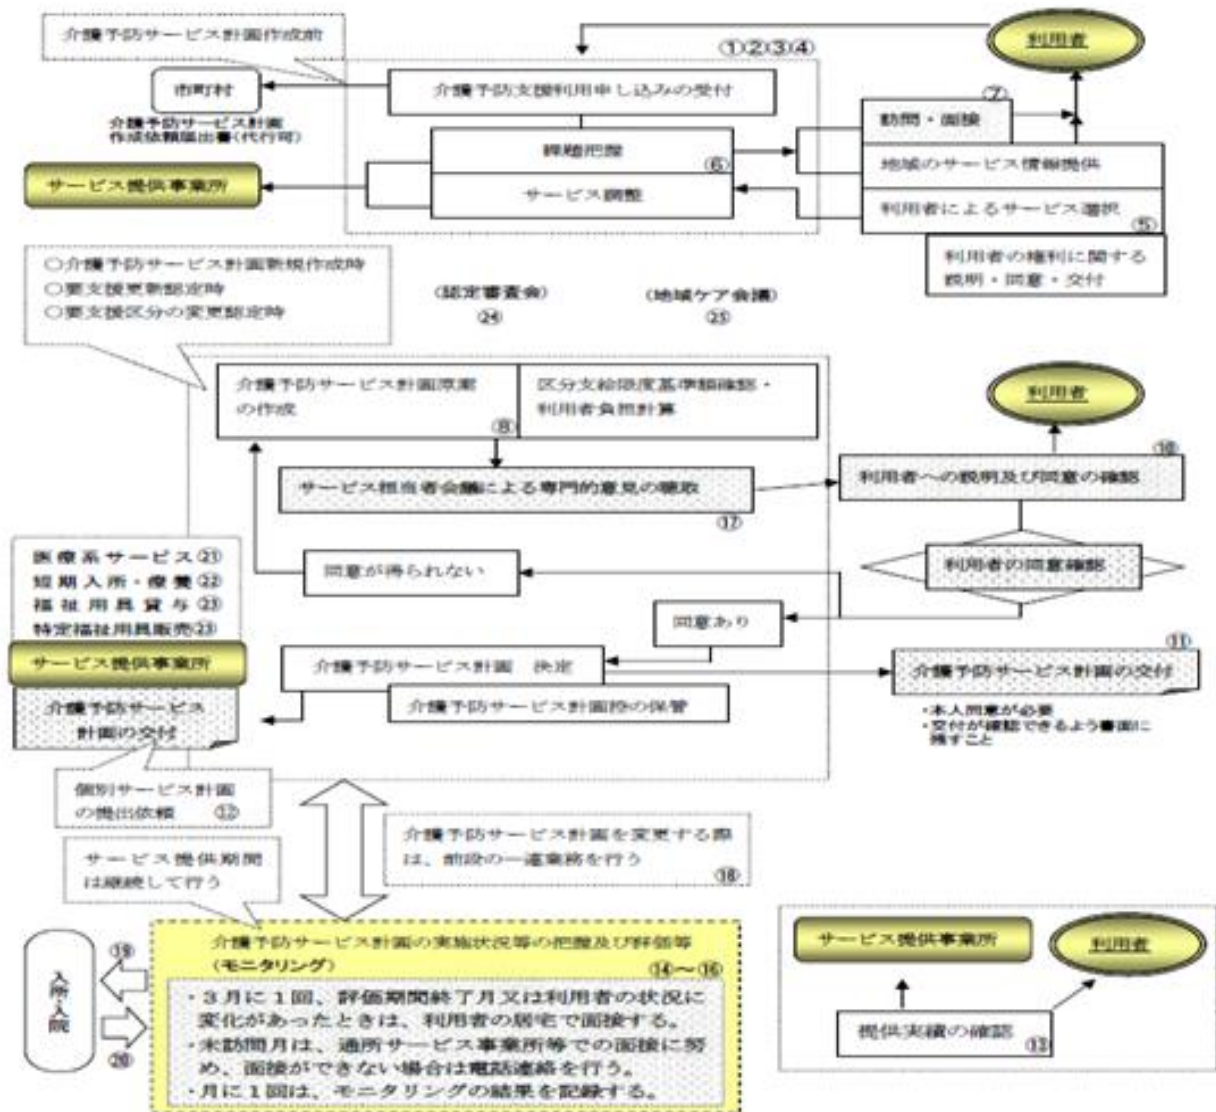 介護予防サービス計画作成前
①②③④
利用者
市町村
介護予防支援利用申し込みの受付
介護予防サービス計画
作成依頼届出書(代行可)
⑦
訪問・面接
課題把握
⑥
地域のサービス情報提供
サービス提供事業所
サービス調整
利用者によるサービス選択
⑤
利用者の権利に関する
説明・同意・交付
○介護予防サービス計画新規作成時
○要支援更新認定時
○要支援区分の変更認定時
(認定審査会)
㉔
(地域ケア会議)
㉕
介護予防サービス計画原案
の作成
⑧
区分支給限度基準額確認・
利用者負担計算
利用者
サービス担当者会議による専門的意見の聴取
⑰
⑩
利用者への説明及び同意の確認
医療系サービス㉑
短期入所・療養㉒
福祉用具貸与㉓
特定福祉用具販売㉓
同意が得られない
利用者の同意確認
同意あり
サービス提供事業所
介護予防サービス計画 決定
⑪
介護予防サービス計画の交付
介護予防サービス
計画の交付
介護予防サービス計画控の保管
・本人同意が必要
・交付が確認できるよう書面に
残すこと
個別サービス計画
の提出依頼 ⑫
介護予防サービス計画を変更する際
は、前段の一連業務を行う
⑱
サービス提供期間
は継続して行う
介護予防サービス計画の実施状況等の把握及び評価等
(モニタリング) ⑭~⑯
・3月に1回、評価期間終了月又は利用者の状況に
変化があったときは、利用者の居宅で面接する。
・未訪問月は、通所サービス事業所等での面接に努
め、面接ができない場合は電話連絡を行う。
・月に1回は、モニタリングの結果を記録する。
⑲
入所・入院
⑳
サービス提供事業所
利用者
提供実績の確認
⑬